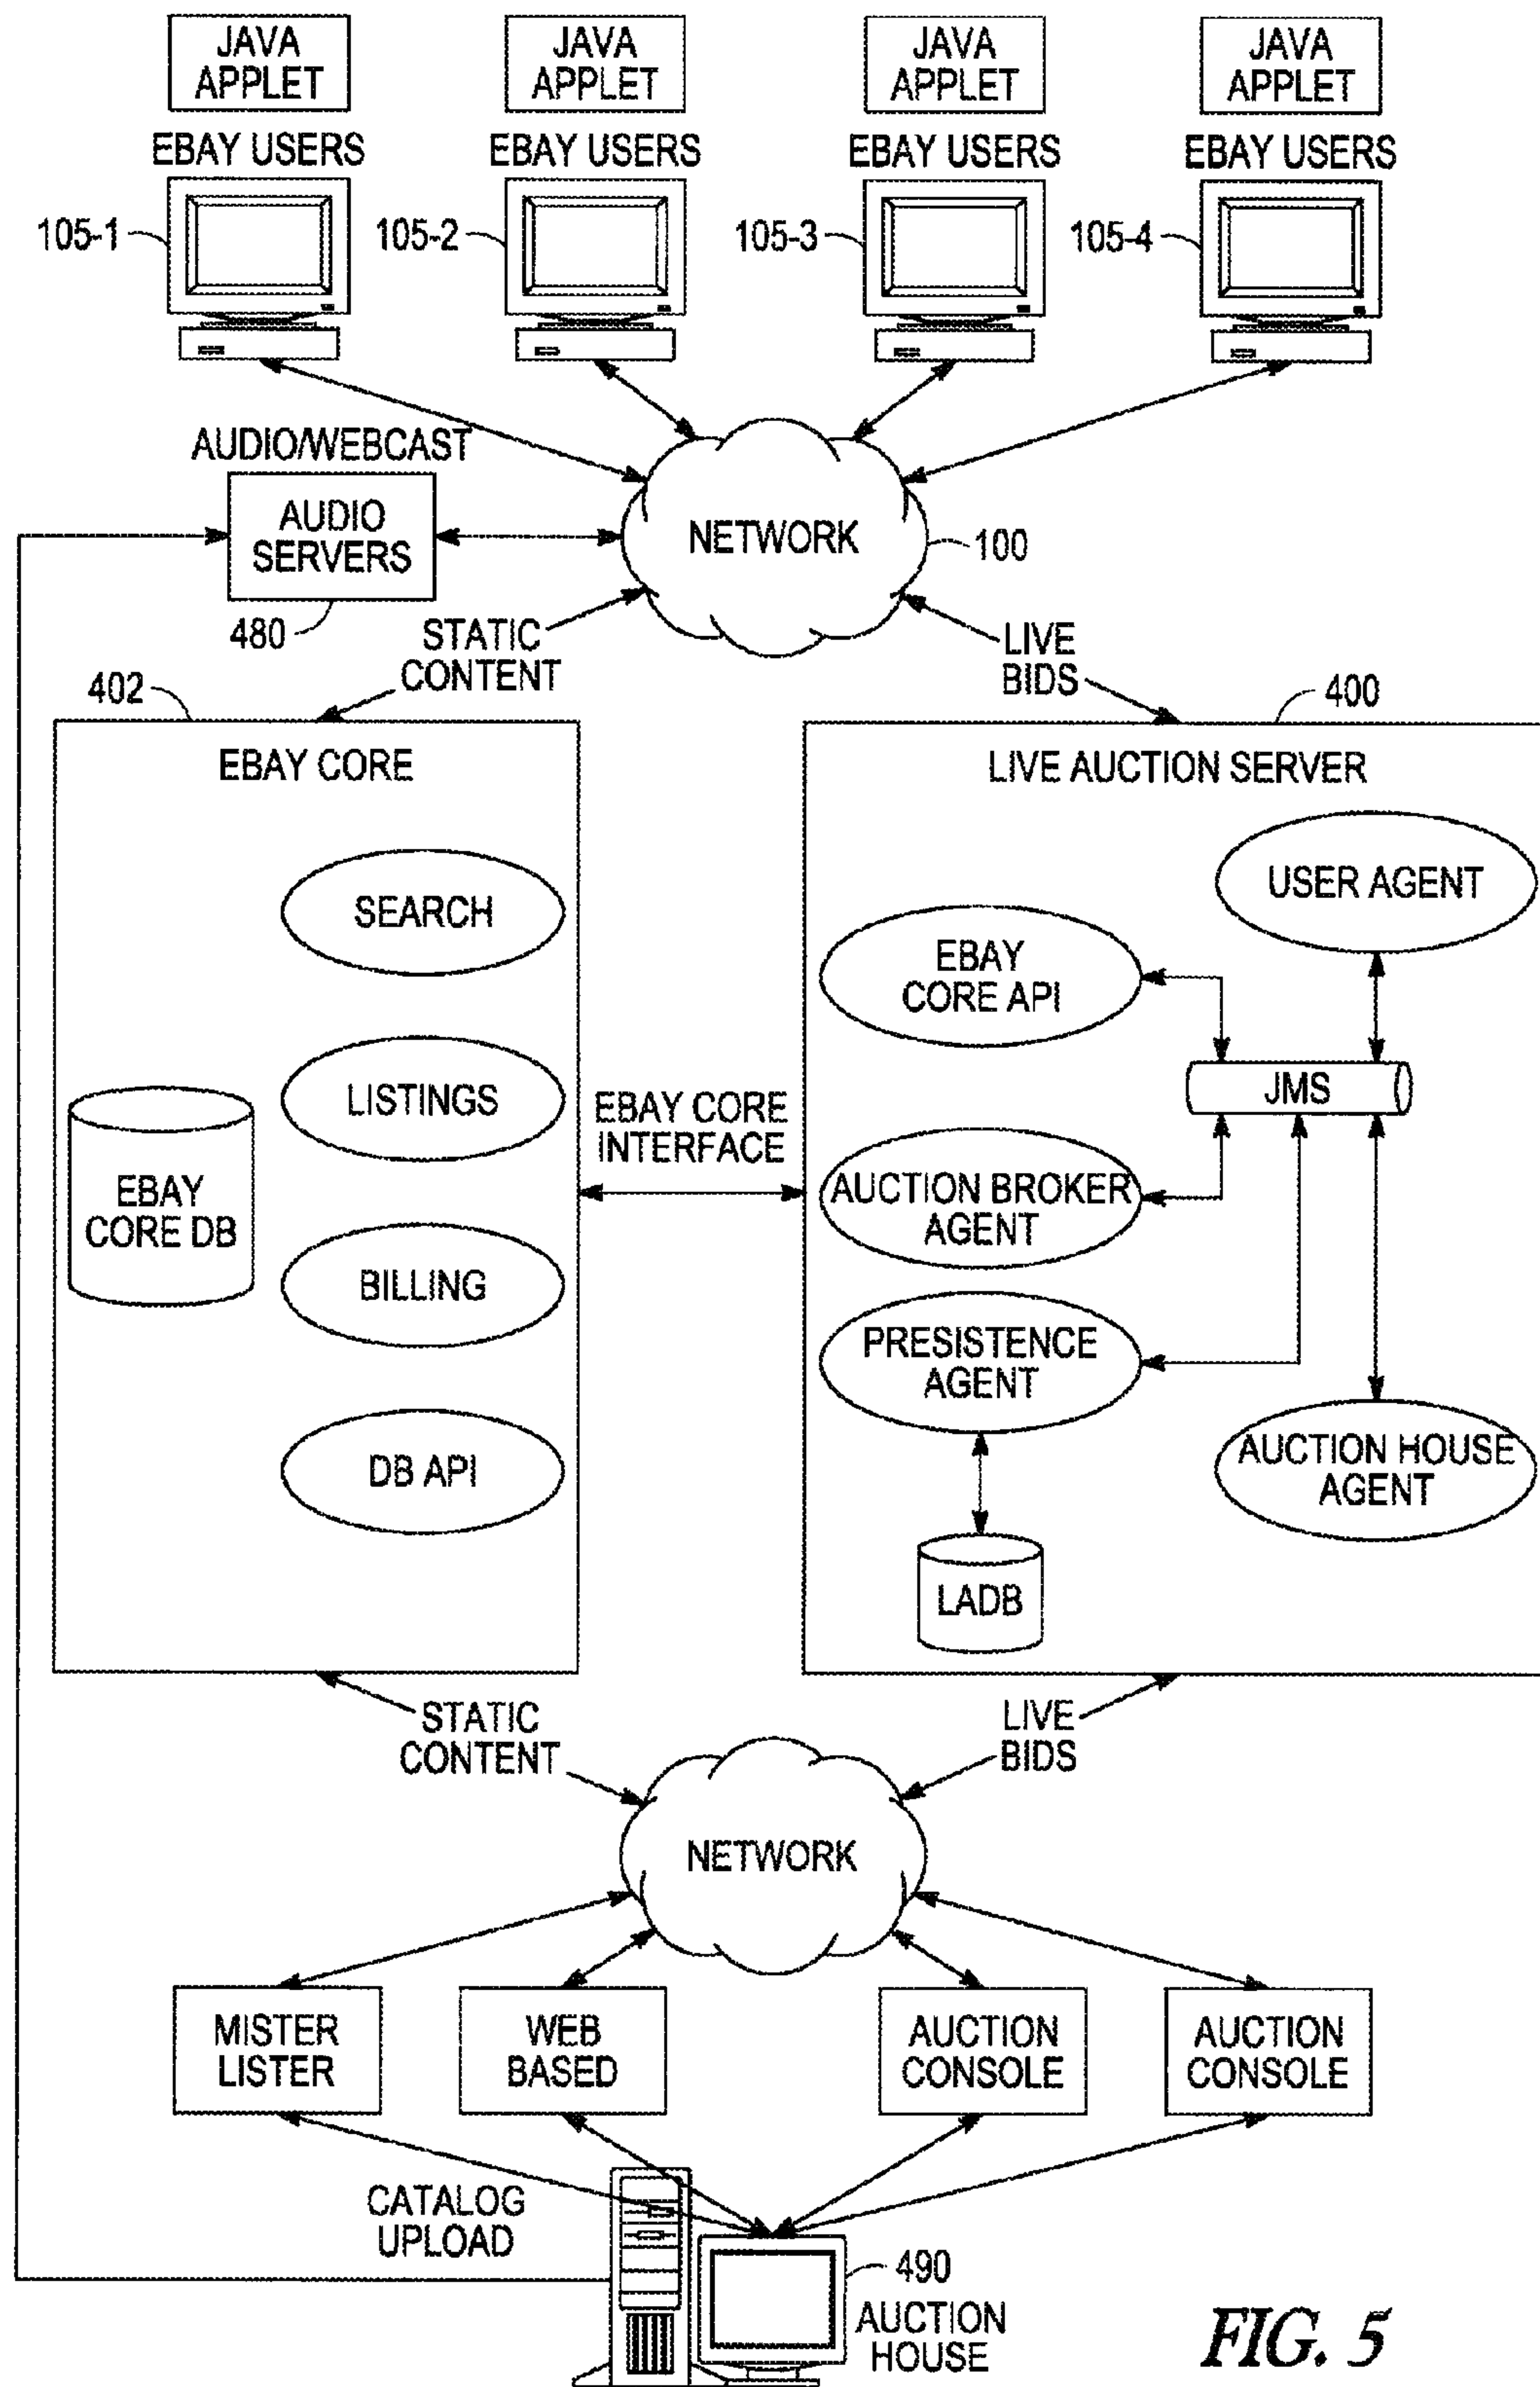 JAVA
APPLET
JAVA
APPLET
JAVA
APPLET
JAVA
APPLET
EBAY USERS
EBAY USERS
EBAY USERS
EBAY USERS
105-1
105-2
105-3
105-4
AUDIO/WEBCAST
AUDIO
SERVERS
480
NETWORK
100
STATIC
CONTENT
LIVE
BIDS
402
400
EBAY CORE
SEARCH
LISTINGS
EBAY
CORE DB
BILLING
DB API
EBAY CORE
INTERFACE
LIVE AUCTION SERVER
USER AGENT
EBAY
CORE API
JMS
AUCTION BROKER
AGENT
PRESISTENCE
AGENT
AUCTION HOUSE
AGENT
LADB
STATIC
CONTENT
LIVE
BIDS
NETWORK
MISTER
LISTER
WEB
BASED
AUCTION
CONSOLE
AUCTION
CONSOLE
CATALOG
UPLOAD
490
AUCTION
HOUSE
FIG. 5